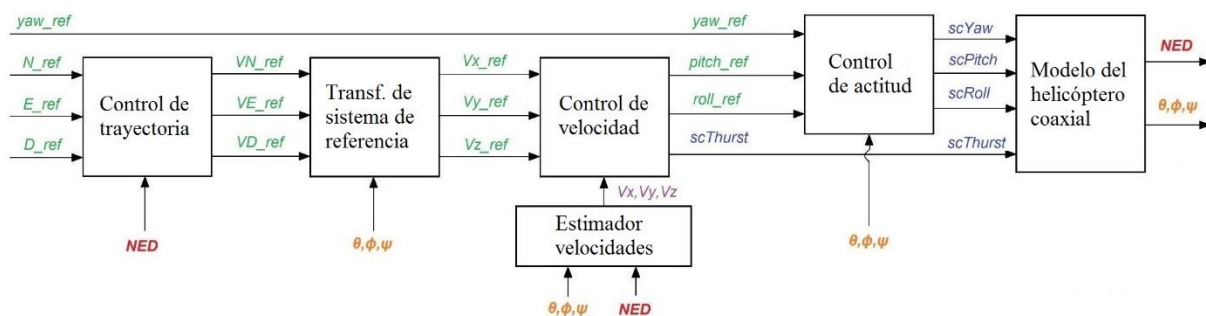 yaw_ref
yaw_ref
scYaw
NED
N_ref
VN_ref
Vx_ref
pitch_ref
Control
de actitud
scPitch
Modelo del
helicóptero
coaxial
E_ref
Control de
trayectoria
VE_ref
Transf. de
sistema de
referencia
Vy_ref
Control de
velocidad
roll_ref
scRoll
θ,ϕ,ψ
D_ref
VD_ref
Vz_ref
scThurst
scThurst
Vx,Vy,Vz
NED
θ,ϕ,ψ
Estimador
velocidades
θ,ϕ,ψ
θ,ϕ,ψ
NED